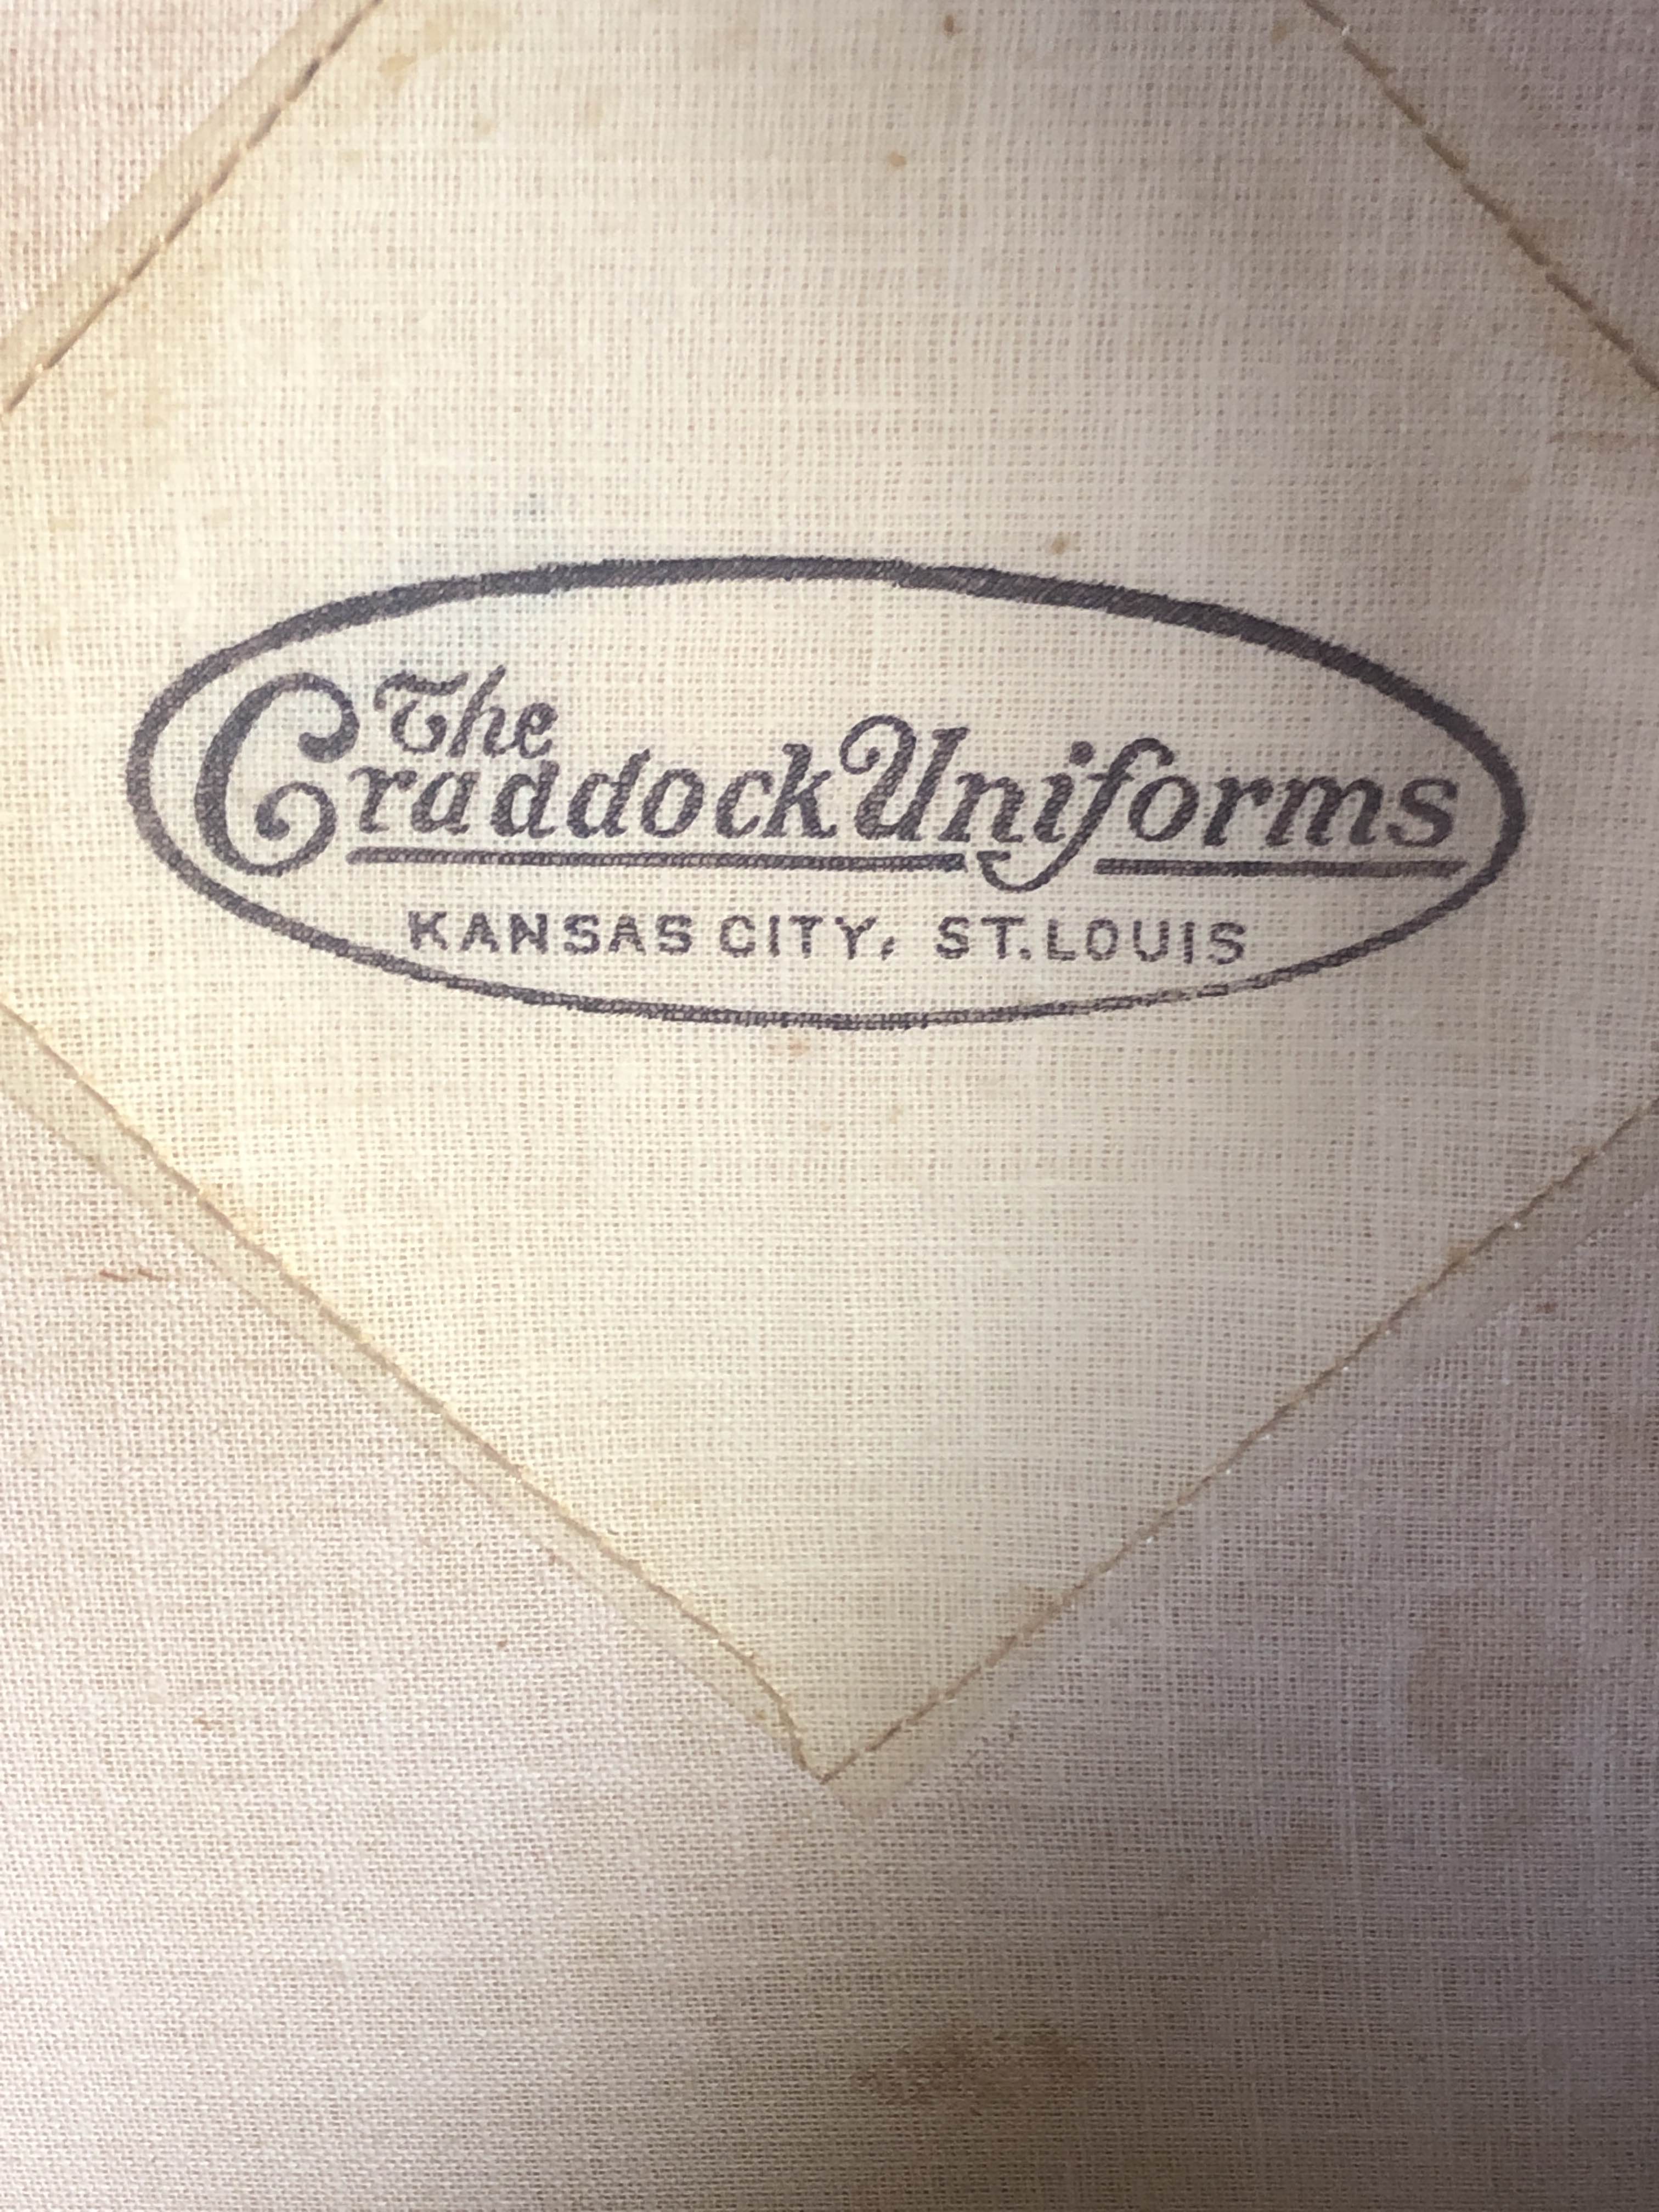 The
Craddock Uniforms
KANSAS CITY, ST. LOUIS